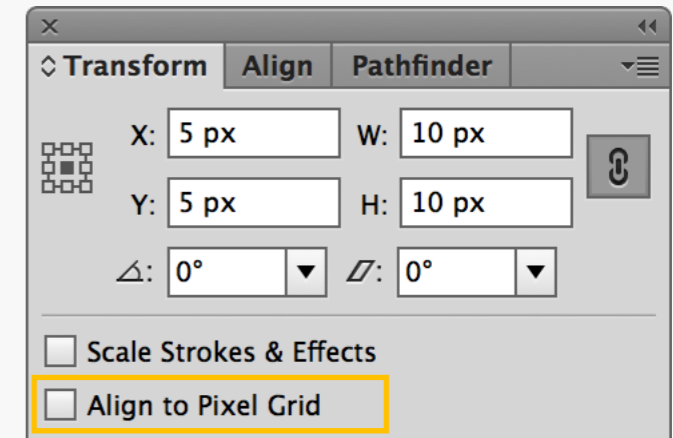 Transform Align Pathfinder
X: 5 px W: 10 px
Y: 5 px H: 10 px
0° 0°
Scale Strokes & Effects
Align to Pixel Grid